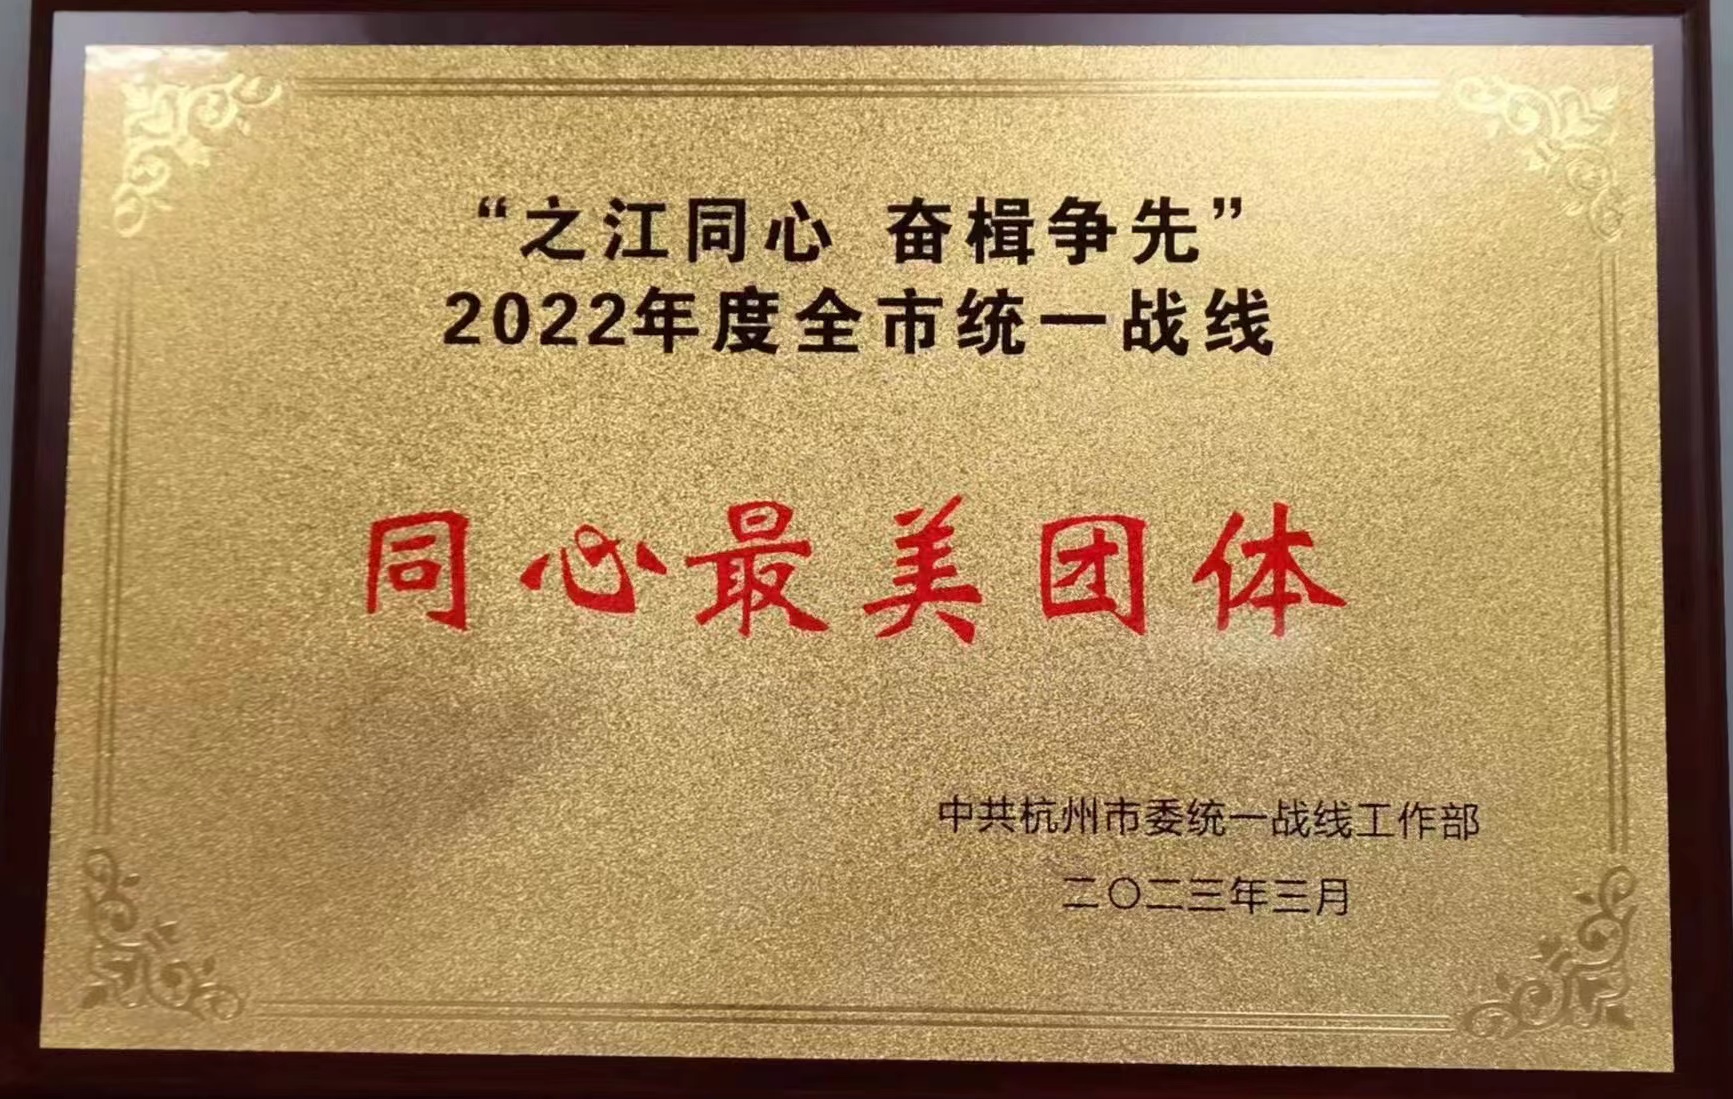 “之江同心 奋楫争先”
2022年度全市统一战线
同心最美团体
中共杭州市委统一战线工作部
二〇二三年三月